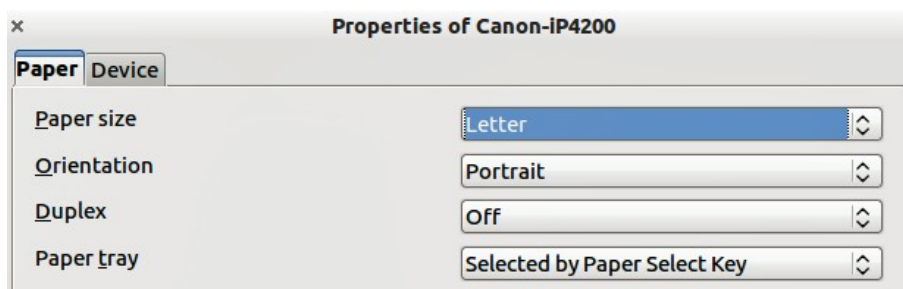 × Properties of Canon-iP4200
Paper Device
Paper size Letter
Orientation Portrait
Duplex Off
Paper tray Selected by Paper Select Key